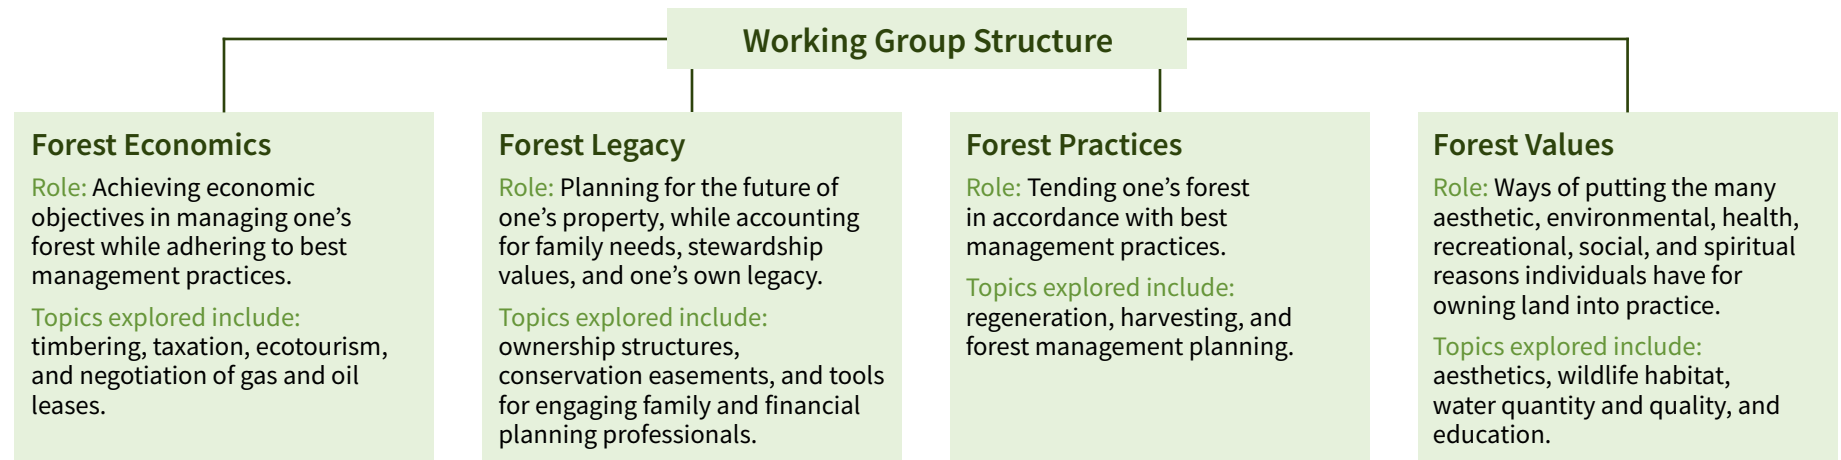 Working Group Structure
Forest Economics
Role: Achieving economic
objectives in managing one’s
forest while adhering to best
management practices.
Topics explored include:
timbering, taxation, ecotourism,
and negotiation of gas and oil
leases.
Forest Legacy
Role: Planning for the future of
one’s property, while accounting
for family needs, stewardship
values, and one’s own legacy.
Topics explored include:
ownership structures,
conservation easements, and tools
for engaging family and financial
planning professionals.
Forest Practices
Role: Tending one’s forest
in accordance with best
management practices.
Topics explored include:
regeneration, harvesting, and
forest management planning.
Forest Values
Role: Ways of putting the many
aesthetic, environmental, health,
recreational, social, and spiritual
reasons individuals have for
owning land into practice.
Topics explored include:
aesthetics, wildlife habitat,
water quantity and quality, and
education.